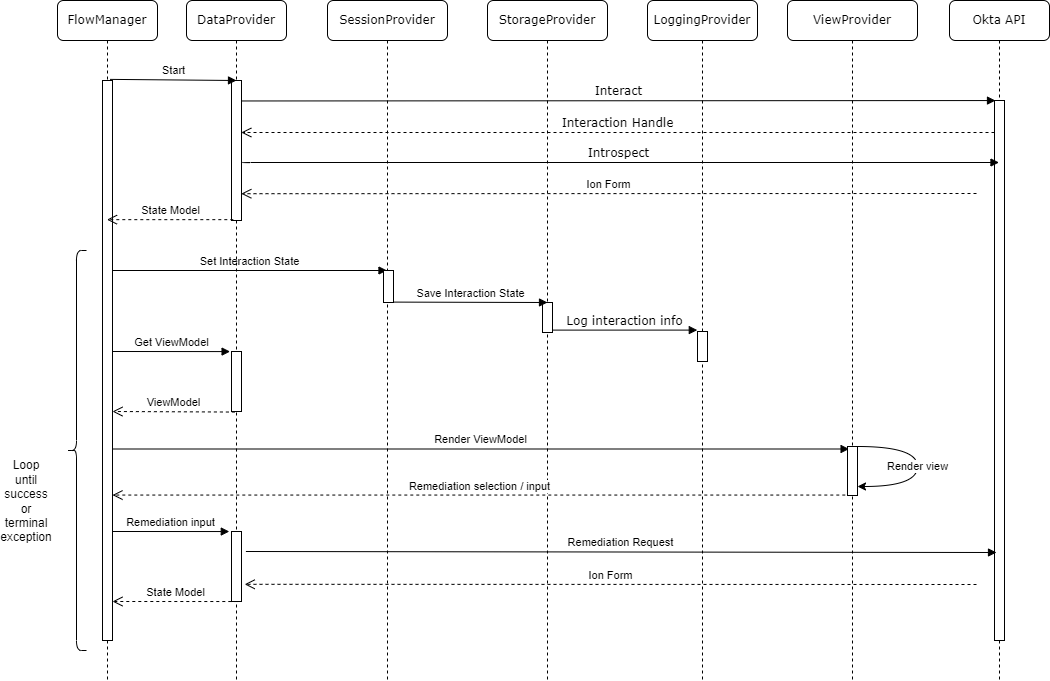 FlowManager
DataProvider
SessionProvider
StorageProvider
LoggingProvider
ViewProvider
Okta API
Start
Interact
Interaction Handle
Introspect
Ion Form
State Model
Set Interaction State
Save Interaction State
Log interaction info
Get ViewModel
ViewModel
Render ViewModel
Render view
Loop
until
success
or
terminal
exception
Remediation selection / input
Remediation input
Remediation Request
Ion Form
State Model